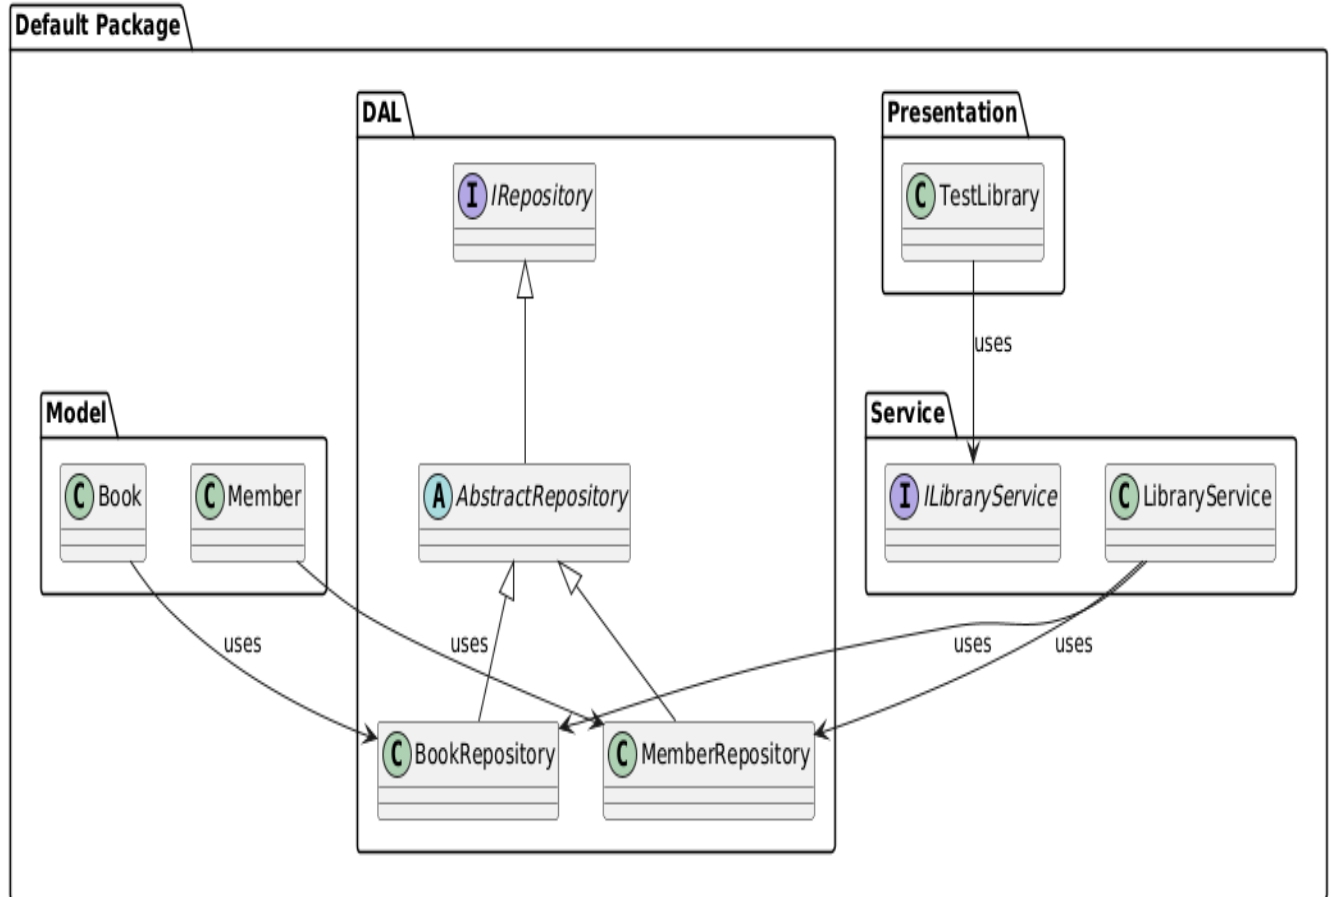 Default Package
DAL
Presentation
I IRepository
C TestLibrary
uses
Model
Service
C Book
C Member
A AbstractRepository
I ILibraryService
C LibraryService
uses
uses
uses
uses
C BookRepository
C MemberRepository